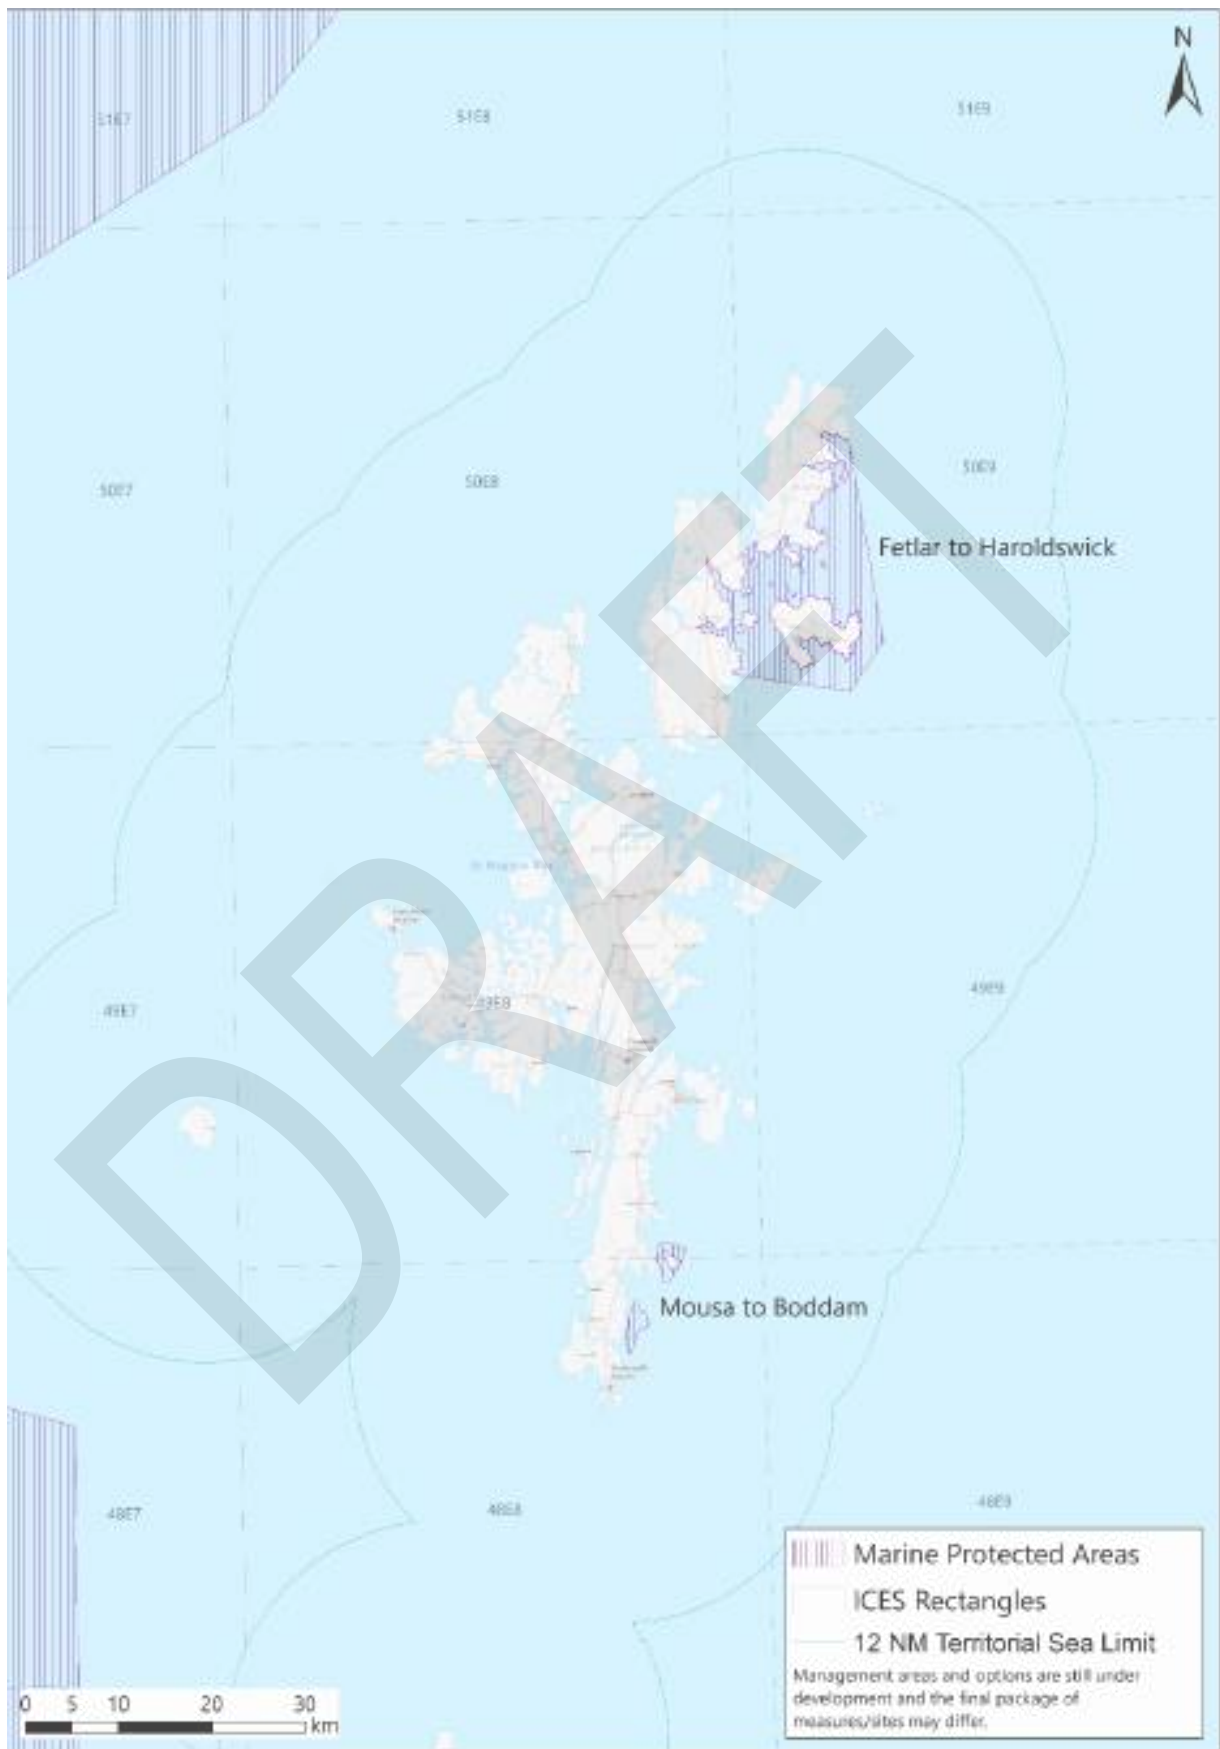 N
51E7
51E8
51E9
50E7
50E8
50E9
Fetlar to Haroldswick
49E7
49E8
49E9
Mousa to Boddam
48E7
48E8
48E9
DRAFT
Marine Protected Areas
ICES Rectangles
12 NM Territorial Sea Limit
Management areas and options are still under
development and the final package of
measures/sites may differ.
0 5 10 20 30
km